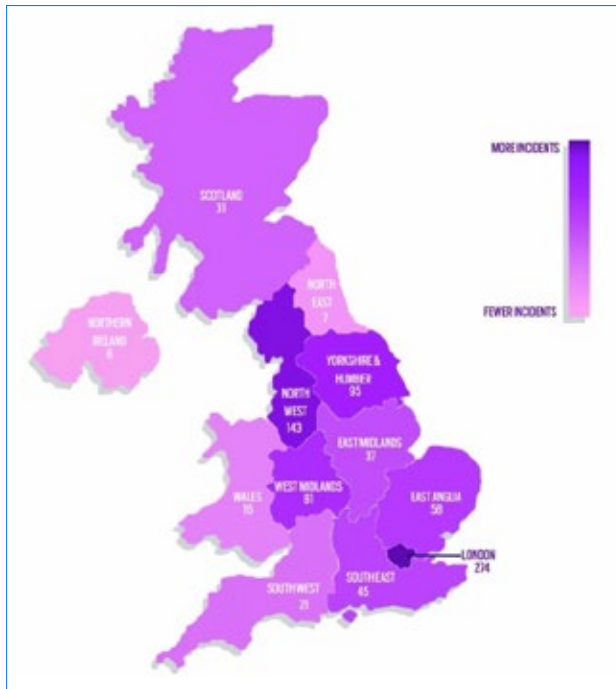 MORE INCIDENTS
FEWER INCIDENTS
SCOTLAND
31
NORTH
EAST
7
NORTHERN
IRELAND
6
YORKSHIRE &
HUMBER
95
NORTH
WEST
143
EAST MIDLANDS
37
WEST MIDLANDS
81
WALES
EAST ANGLIA
58
LONDON
274
SOUTH EAST
45
SOUTH WEST
21